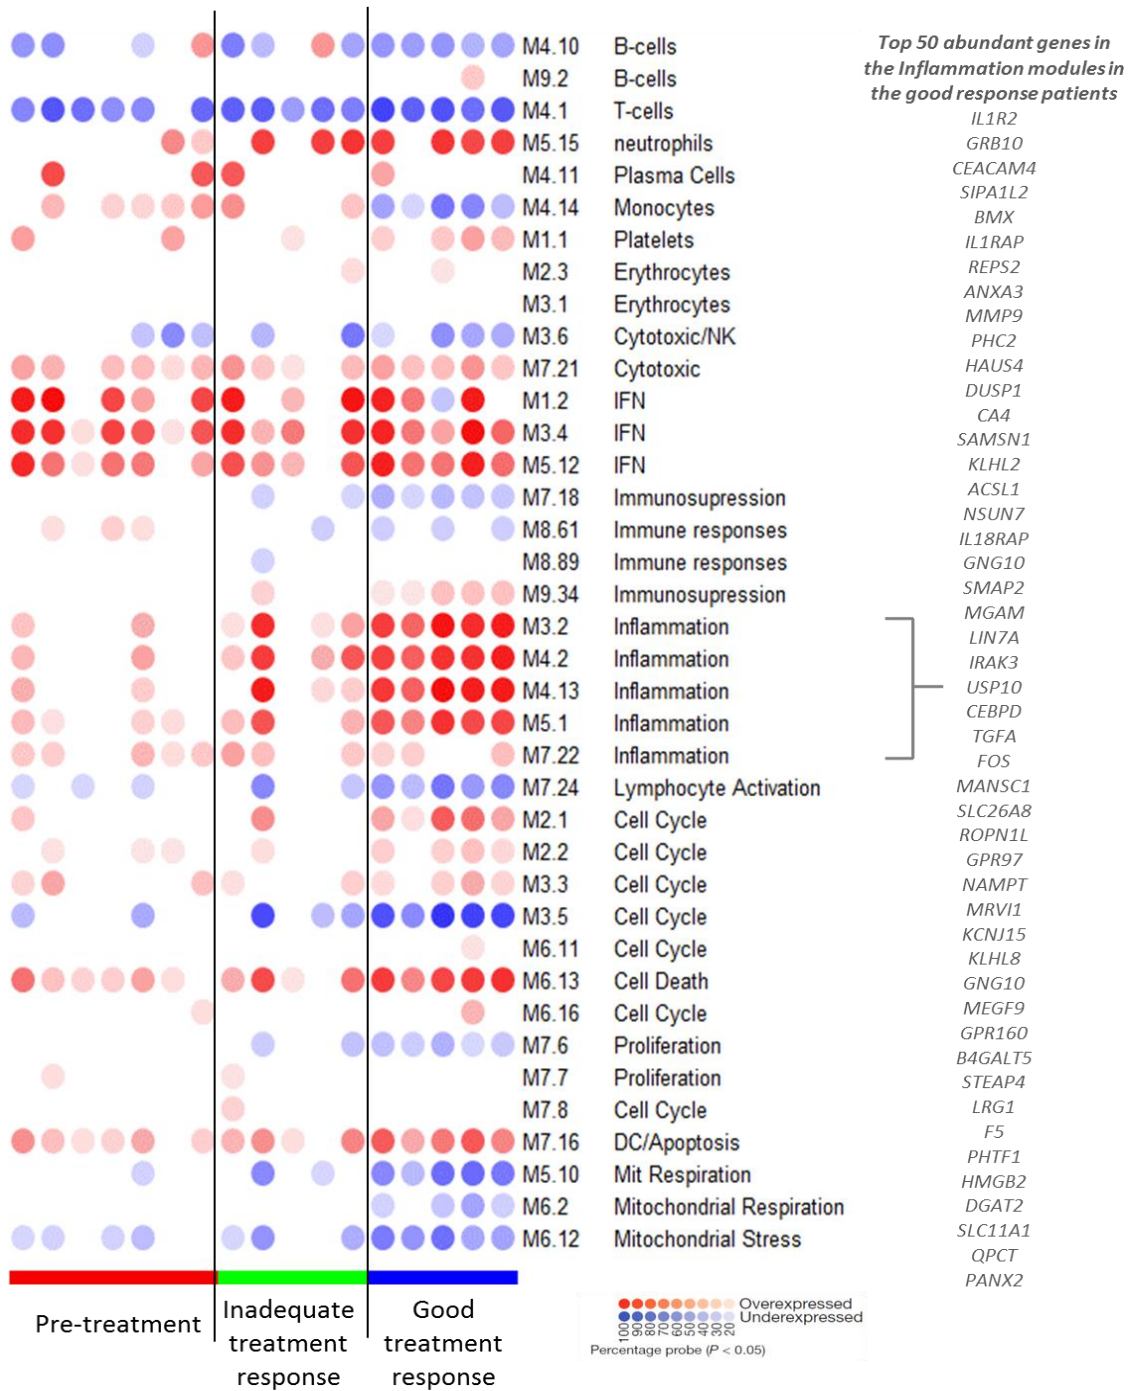 M4.10 B-cells
M9.2 B-cells
M4.1 T-cells
M5.15 neutrophils
M4.11 Plasma Cells
M4.14 Monocytes
M1.1 Platelets
M2.3 Erythrocytes
M3.1 Erythrocytes
M3.6 Cytotoxic/NK
M7.21 Cytotoxic
M1.2 IFN
M3.4 IFN
M5.12 IFN
M7.18 Immunosupression
M8.61 Immune responses
M8.89 Immune responses
M9.34 Immunosupression
M3.2 Inflammation
M4.2 Inflammation
M4.13 Inflammation
M5.1 Inflammation
M7.22 Inflammation
M7.24 Lymphocyte Activation
M2.1 Cell Cycle
M2.2 Cell Cycle
M3.3 Cell Cycle
M3.5 Cell Cycle
M6.11 Cell Cycle
M6.13 Cell Death
M6.16 Cell Cycle
M7.6 Proliferation
M7.7 Proliferation
M7.8 Cell Cycle
M7.16 DC/Apoptosis
M5.10 Mit Respiration
M6.2 Mitochondrial Respiration
M6.12 Mitochondrial Stress
Top 50 abundant genes in
the Inflammation modules in
the good response patients
IL1R2
GRB10
CEACAM4
SIPA1L2
BMX
IL1RAP
REPS2
ANXA3
MMP9
PHC2
HAUS4
DUSP1
CA4
SAMSN1
KLHL2
ACSL1
NSUN7
IL18RAP
GNG10
SMAP2
MGAM
LIN7A
IRAK3
USP10
CEBPD
TGFA
FOS
MANSC1
SLC26A8
ROPN1L
GPR97
NAMPT
MRVI1
KCNJ15
KLHL8
GNG10
MEGF9
GPR160
B4GALT5
STEAP4
LRG1
F5
PHTF1
HMGB2
DGAT2
SLC11A1
QPCT
PANX2
Pre-treatment
Inadequate
treatment
response
Good
treatment
response
Overexpressed
Underexpressed
100 90 80 70 60 50 40 30 20
Percentage probe (P < 0.05)